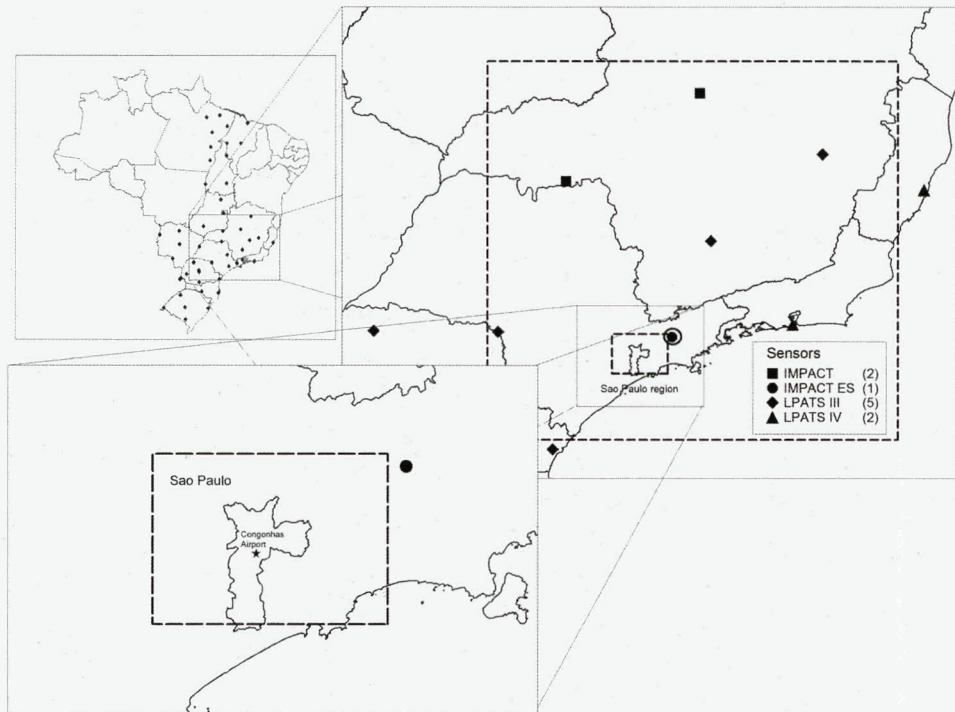 Sensors
IMPACT (2)
IMPACT ES (1)
LPATS III (5)
LPATS IV (2)
Sao Paulo region
Sao Paulo
Congonhas
Airport